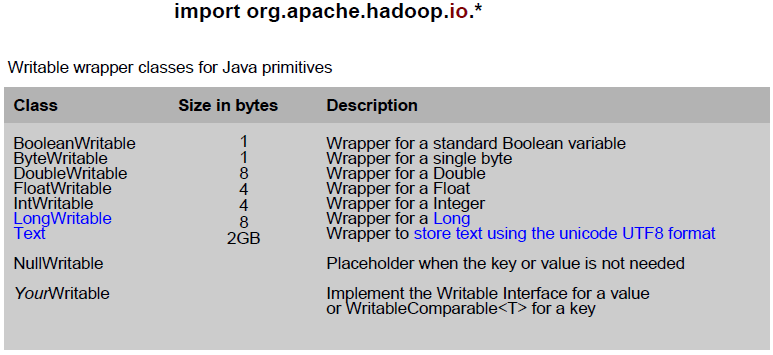 import org.apache.hadoop.io.*
Writable wrapper classes for Java primitives
Class Size in bytes Description
BooleanWritable 1 Wrapper for a standard Boolean variable
ByteWritable 1 Wrapper for a single byte
DoubleWritable 8 Wrapper for a Double
FloatWritable 4 Wrapper for a Float
IntWritable 4 Wrapper for a Integer
LongWritable 8 Wrapper for a Long
Text 2GB Wrapper to store text using the unicode UTF8 format
NullWritable Placeholder when the key or value is not needed
YourWritable Implement the Writable Interface for a value
or WritableComparable<T> for a key